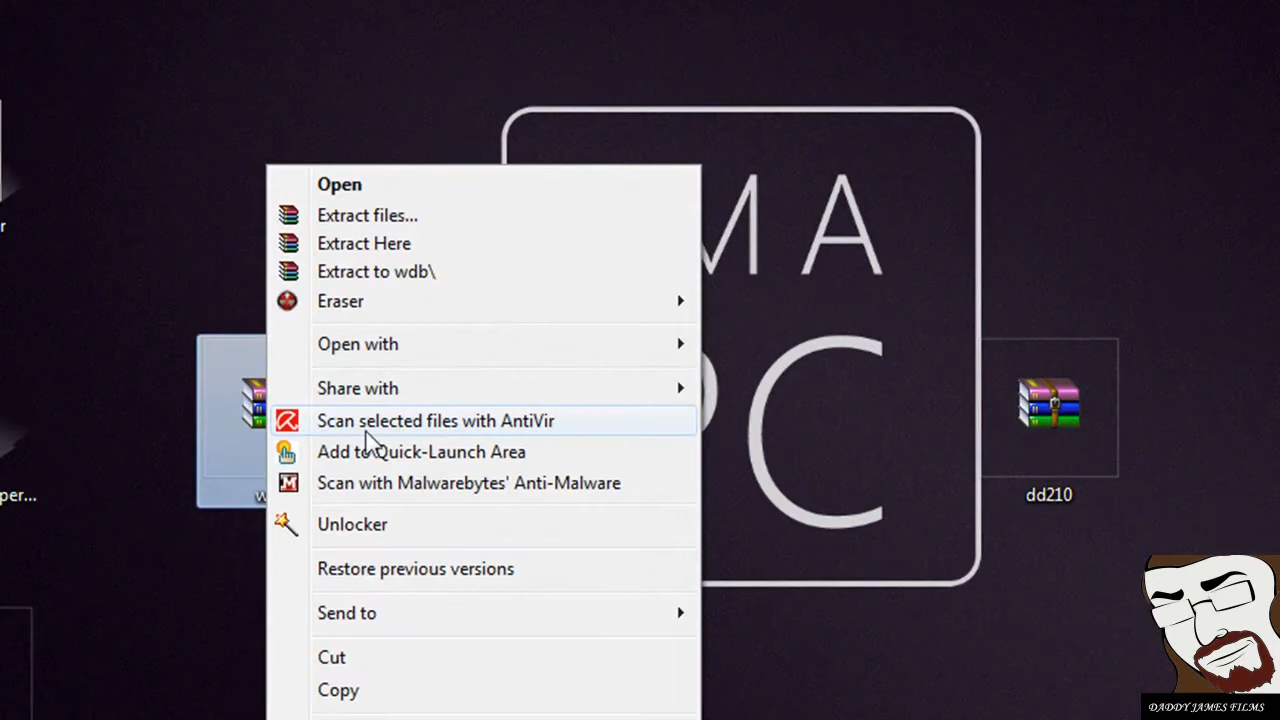 Open
Extract files...
Extract Here
Extract to wdb\
Eraser
Open with
Share with
Scan selected files with AntiVir
Add to Quick-Launch Area
Scan with Malwarebytes' Anti-Malware
Unlocker
Restore previous versions
Send to
Cut
Copy
M A
C
r
per...
w
dd210
DADDY JAMES FILMS